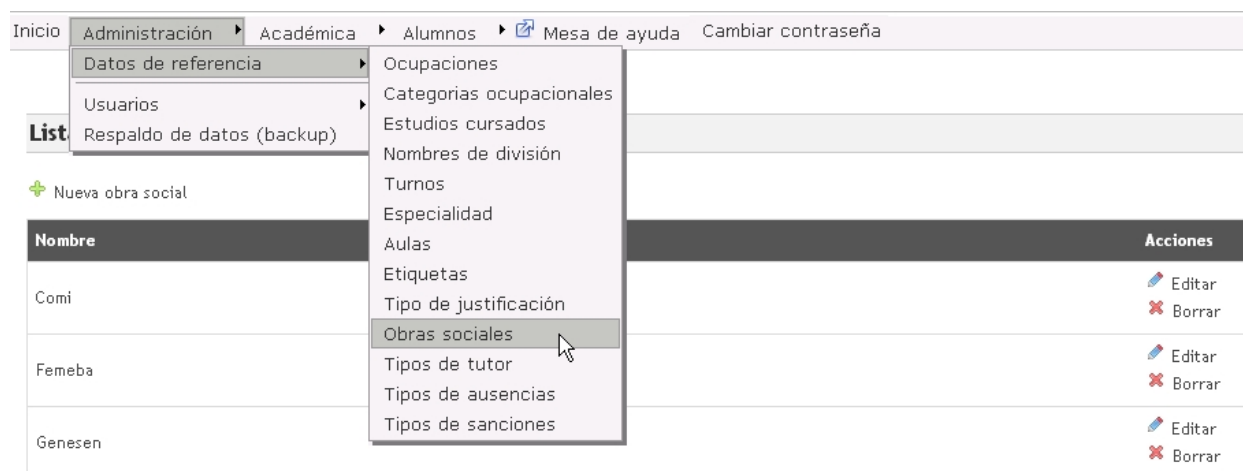 Inicio Administración Académica Alumnos Mesa de ayuda Cambiar contraseña
Datos de referencia
Usuarios
Respaldo de datos (backup)
Ocupaciones
Categorias ocupacionales
Estudios cursados
Nombres de división
Turnos
Especialidad
Aulas
Etiquetas
Tipo de justificación
Obras sociales
Tipos de tutor
Tipos de ausencias
Tipos de sanciones
Nueva obra social
Nombre Acciones
Comi
Editar
Borrar
Femeba
Editar
Borrar
Genesen
Editar
Borrar